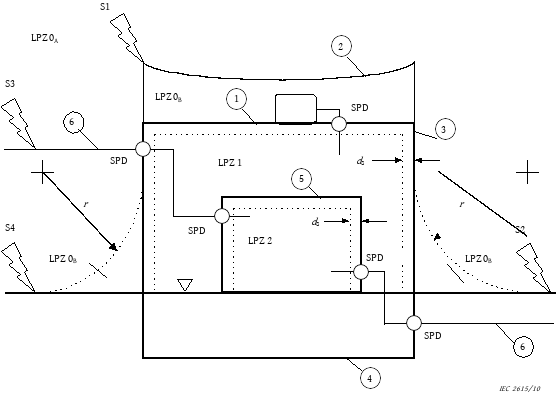 S1
LPZ 0A
2
S3
LPZ 0B
1
SPD
6
3
SPD
LPZ 1
ds
5
r
r
S4
SPD
ds
S2
LPZ 0B
LPZ 2
SPD
LPZ 0B
SPD
6
4
IEC 2615/10